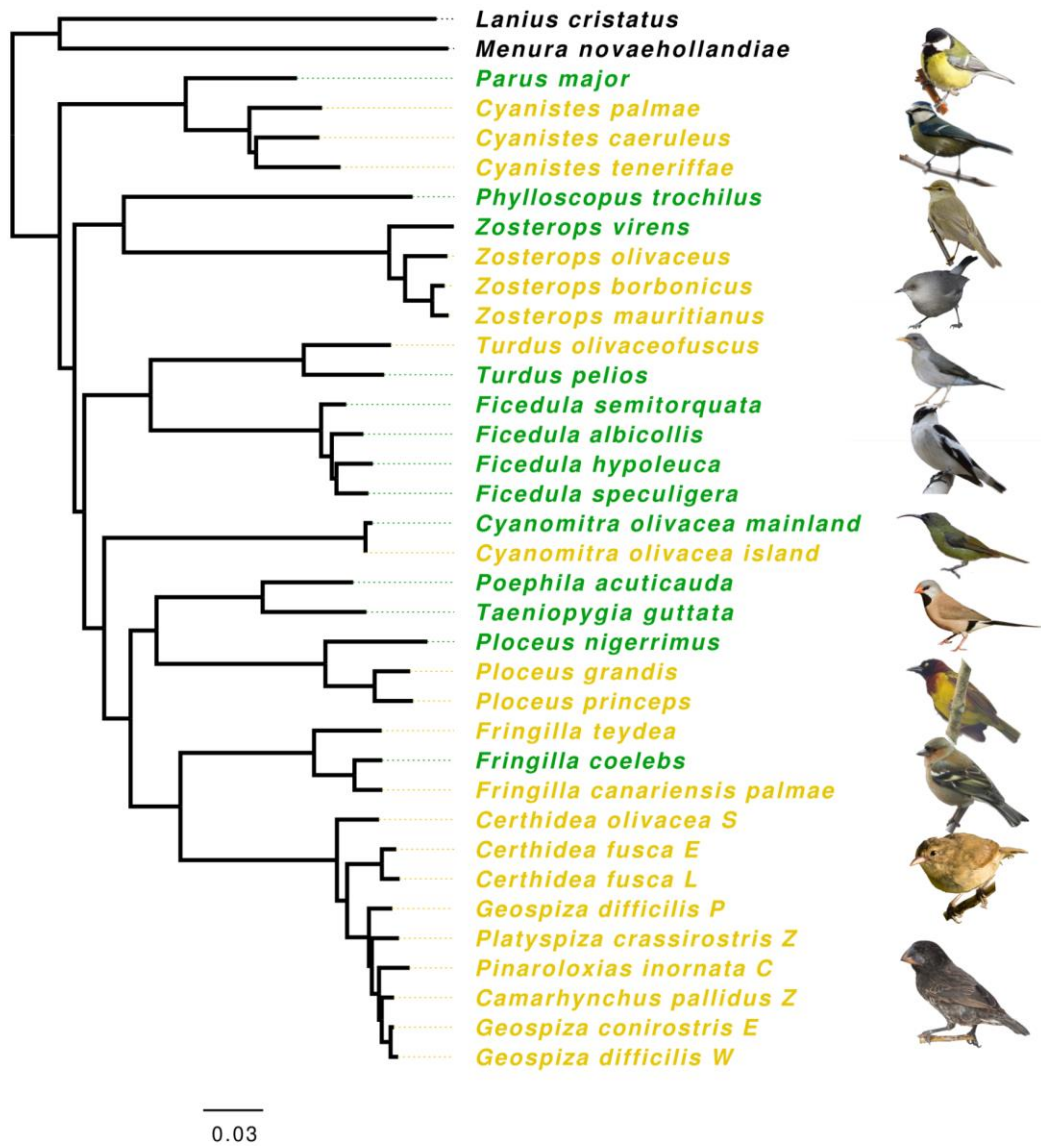 Lanius cristatus
Menura novaehollandiae
Parus major
Cyanistes palmae
Cyanistes caeruleus
Cyanistes teneriffae
Phylloscopus trochilus
Zosterops virens
Zosterops olivaceus
Zosterops borbonicus
Zosterops mauritianus
Turdus olivaceofuscus
Turdus pelios
Ficedula semitorquata
Ficedula albicollis
Ficedula hypoleuca
Ficedula speculigera
Cyanomitra olivacea mainland
Cyanomitra olivacea island
Poephila acuticauda
Taeniopygia guttata
Ploceus nigerrimus
Ploceus grandis
Ploceus princeps
Fringilla teydea
Fringilla coelebs
Fringilla canariensis palmae
Certhidea olivacea S
Certhidea fusca E
Certhidea fusca L
Geospiza difficilis P
Platyspiza crassirostris Z
Pinaroloxias inornata C
Camarhynchus pallidus Z
Geospiza conirostris E
Geospiza difficilis W
0.03